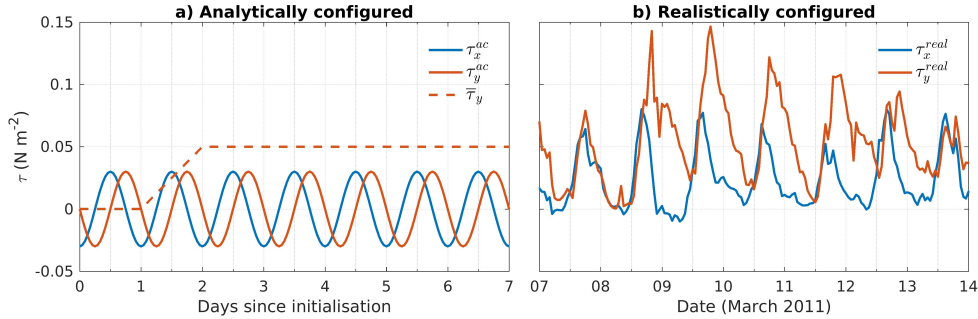 a) Analytically configured
b) Realistically configured
τ (N m⁻²)
0.15
0.1
0.05
0
-0.05
τ_x^{ac}
τ_y^{ac}
τ̅_y
0 1 2 3 4 5 6 7
Days since initialisation
τ_x^{real}
τ_y^{real}
07 08 09 10 11 12 13 14
Date (March 2011)